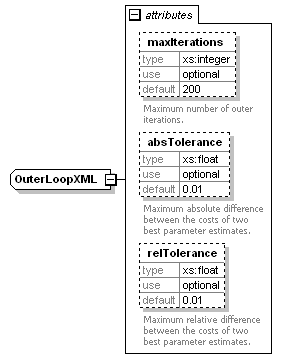 attributes
maxIterations
type xs:integer
use optional
default 200
Maximum number of outer
iterations.
absTolerance
type xs:float
use optional
default 0.01
Maximum absolute difference
between the costs of two
best parameter estimates.
OuterLoopXML
relTolerance
type xs:float
use optional
default 0.01
Maximum relative difference
between the costs of two
best parameter estimates.